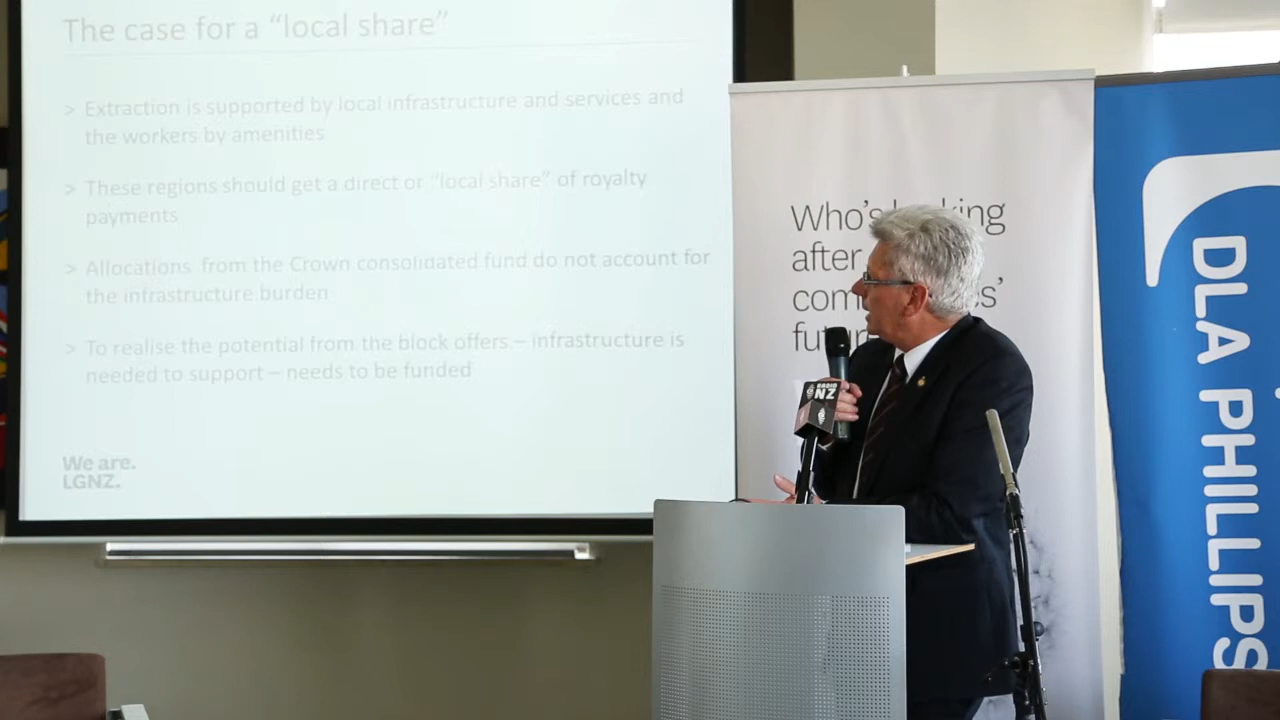 The case for a “local share”
> Extraction is supported by local infrastructure and services and
the workers by amenities
> These regions should get a direct or “local share” of royalty
payments
> Allocations from the Crown consolidated fund do not account for
the infrastructure burden
> To realise the potential from the block offers – infrastructure is
needed to support – needs to be funded
We are.
LGNZ.
Who’s
after
RADIO
NZ
DLA PHILLIPS